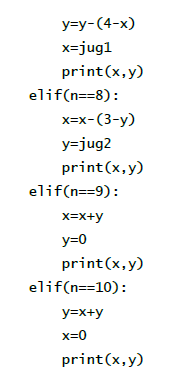 y=y-(4-x)
x=jug1
print(x,y)
elif(n==8):
x=x-(3-y)
y=jug2
print(x,y)
elif(n==9):
x=x+y
y=0
print(x,y)
elif(n==10):
y=x+y
x=0
print(x,y)